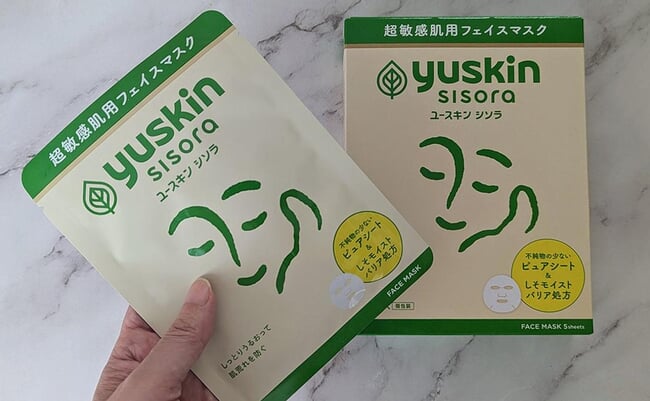 超敏感肌用フェイスマスク
yuskin
sisora
ユースキン シソラ
不純物の少ない
ピュアシート
&
しそモイスト
バリア処方
FACE MASK
しっとりうるおって
肌荒れを防ぐ
超敏感肌用フェイスマスク
yuskin
sisora
ユースキン シソラ
不純物の少ない
ピュアシート
&
しそモイスト
バリア処方
個包装
FACE MASK 5sheets